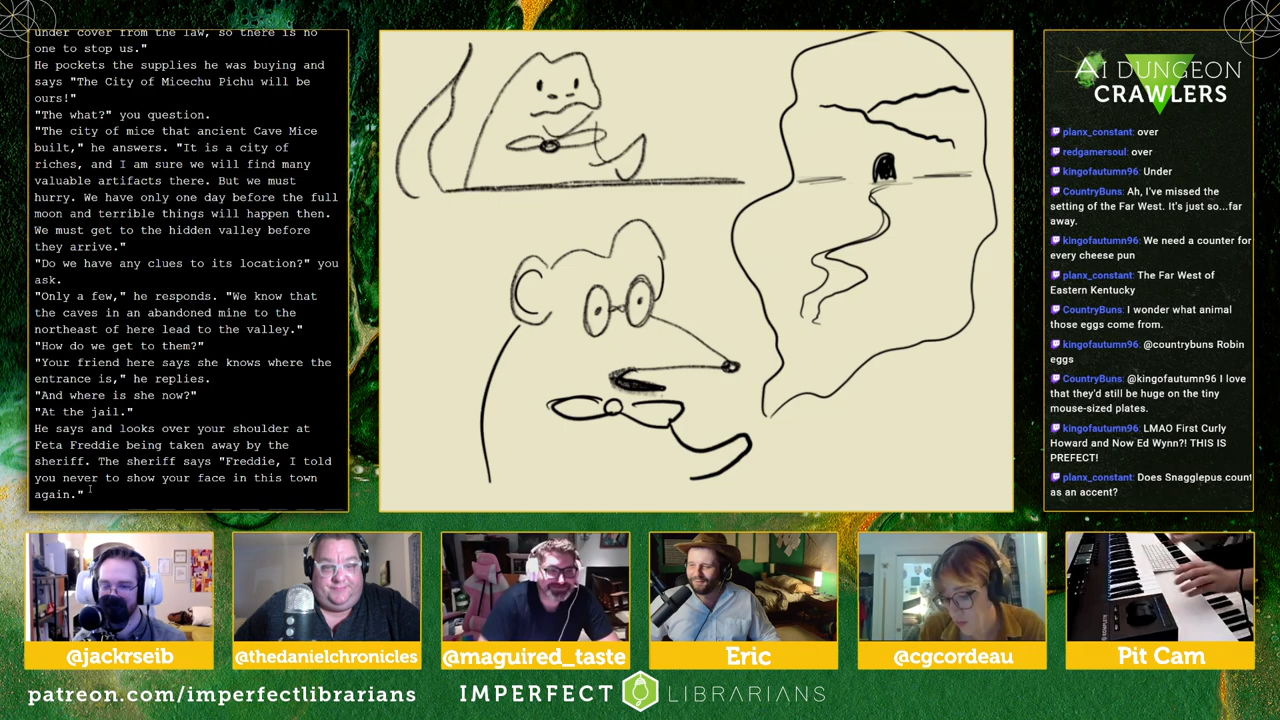 under cover from the law, so there is no
one to stop us."
He pockets the supplies he was buying and
says "The City of Micechu Pichu will be
ours!"
"The what?" you question.
"The city of mice that ancient Cave Mice
built," he answers. "It is a city of
riches, and I am sure we will find many
valuable artifacts there. But we must
hurry. We have only one day before the full
moon and terrible things will happen then.
We must get to the hidden valley before
they arrive."
"Do we have any clues to its location?" you
ask.
"Only a few," he responds. "We know that
the caves in an abandoned mine to the
northeast of here lead to the valley."
"How do we get to them?"
"Your friend here says she knows where the
entrance is," he replies.
"And where is she now?"
"At the jail."
He says and looks over your shoulder at
Feta Freddie being taken away by the
sheriff. The sheriff says "Freddie, I told
you never to show your face in this town
again."
AI DUNGEON
CRAWLERS
planx_constant: over
redgamersoul: over
kingofautumn96: Under
CountryBuns: Ah, I've missed the
setting of the Far West. It's just so...far
away.
kingofautumn96: We need a counter for
every cheese pun
planx_constant: The Far West of
Eastern Kentucky
CountryBuns: I wonder what animal
those eggs come from.
kingofautumn96: @countrybuns Robin
eggs
CountryBuns: @kingofautumn96 I love
that they'd still be huge on the tiny
mouse-sized plates.
kingofautumn96: LMAO First Curly
Howard and Now Ed Wynn?! THIS IS
PREFECT!
planx_constant: Does Snagglepus count
as an accent?
@jackrseib
@thedanielchronicles
@maguired_taste
Eric
@cgcordeau
Pit Cam
patreon.com/imperfectlibrarians
IMPERFECT LIBRARIANS